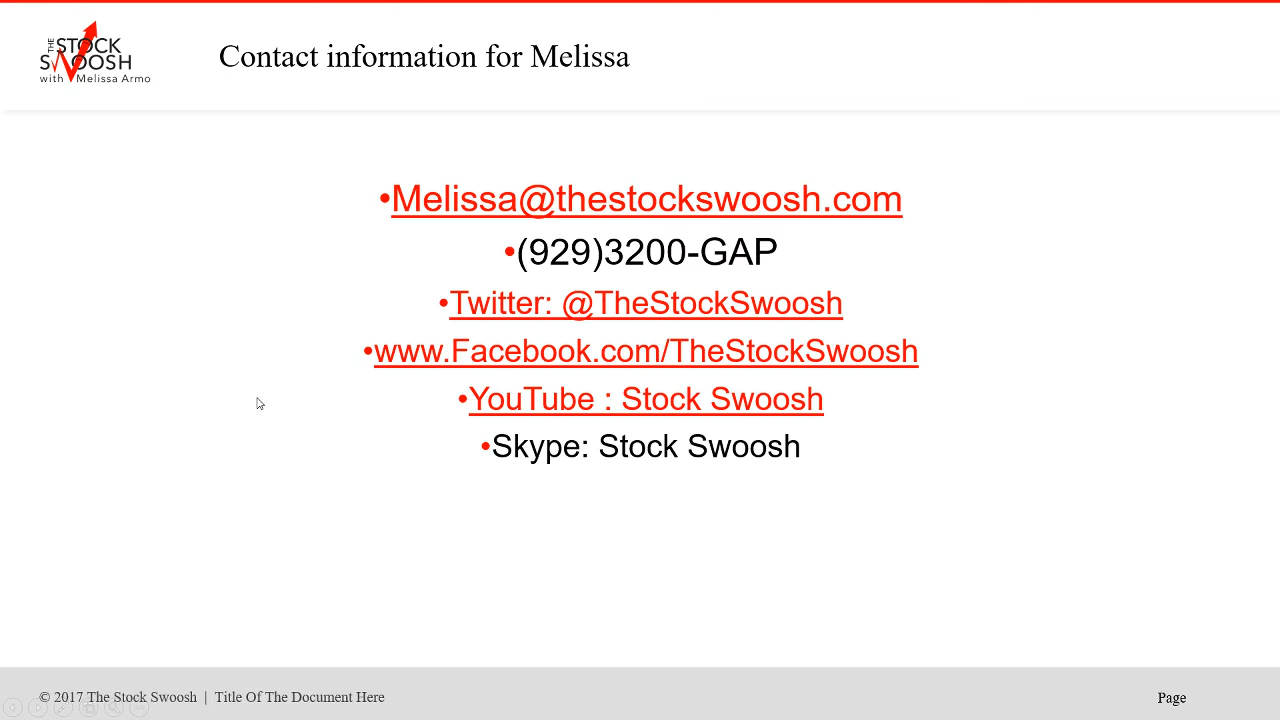 THE STOCK
SWOOSH
with Melissa Armo
Contact information for Melissa
•Melissa@thestockswoosh.com
•(929)3200-GAP
•Twitter: @TheStockSwoosh
•www.Facebook.com/TheStockSwoosh
•YouTube : Stock Swoosh
•Skype: Stock Swoosh
© 2017 The Stock Swoosh | Title Of The Document Here
Page